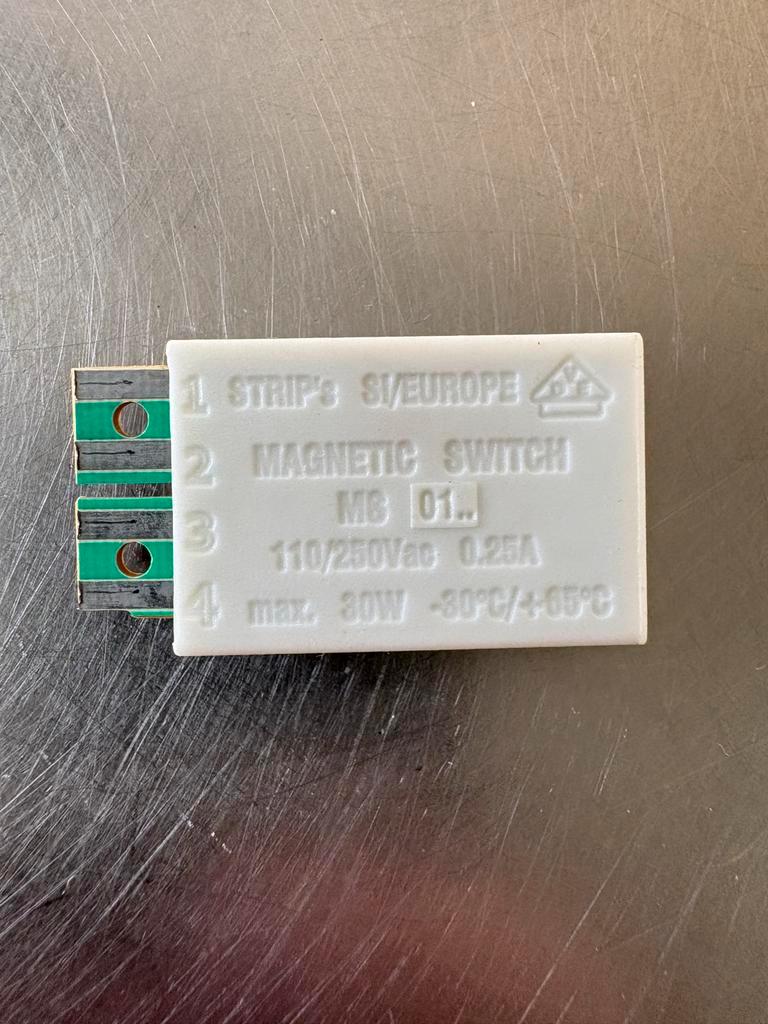 1 STRIP's SI/EUROPE VDE
2 MAGNETIC SWITCH
MS 01..
3
110/250Vac 0.25A
4 max. 30W -30°C/+65°C